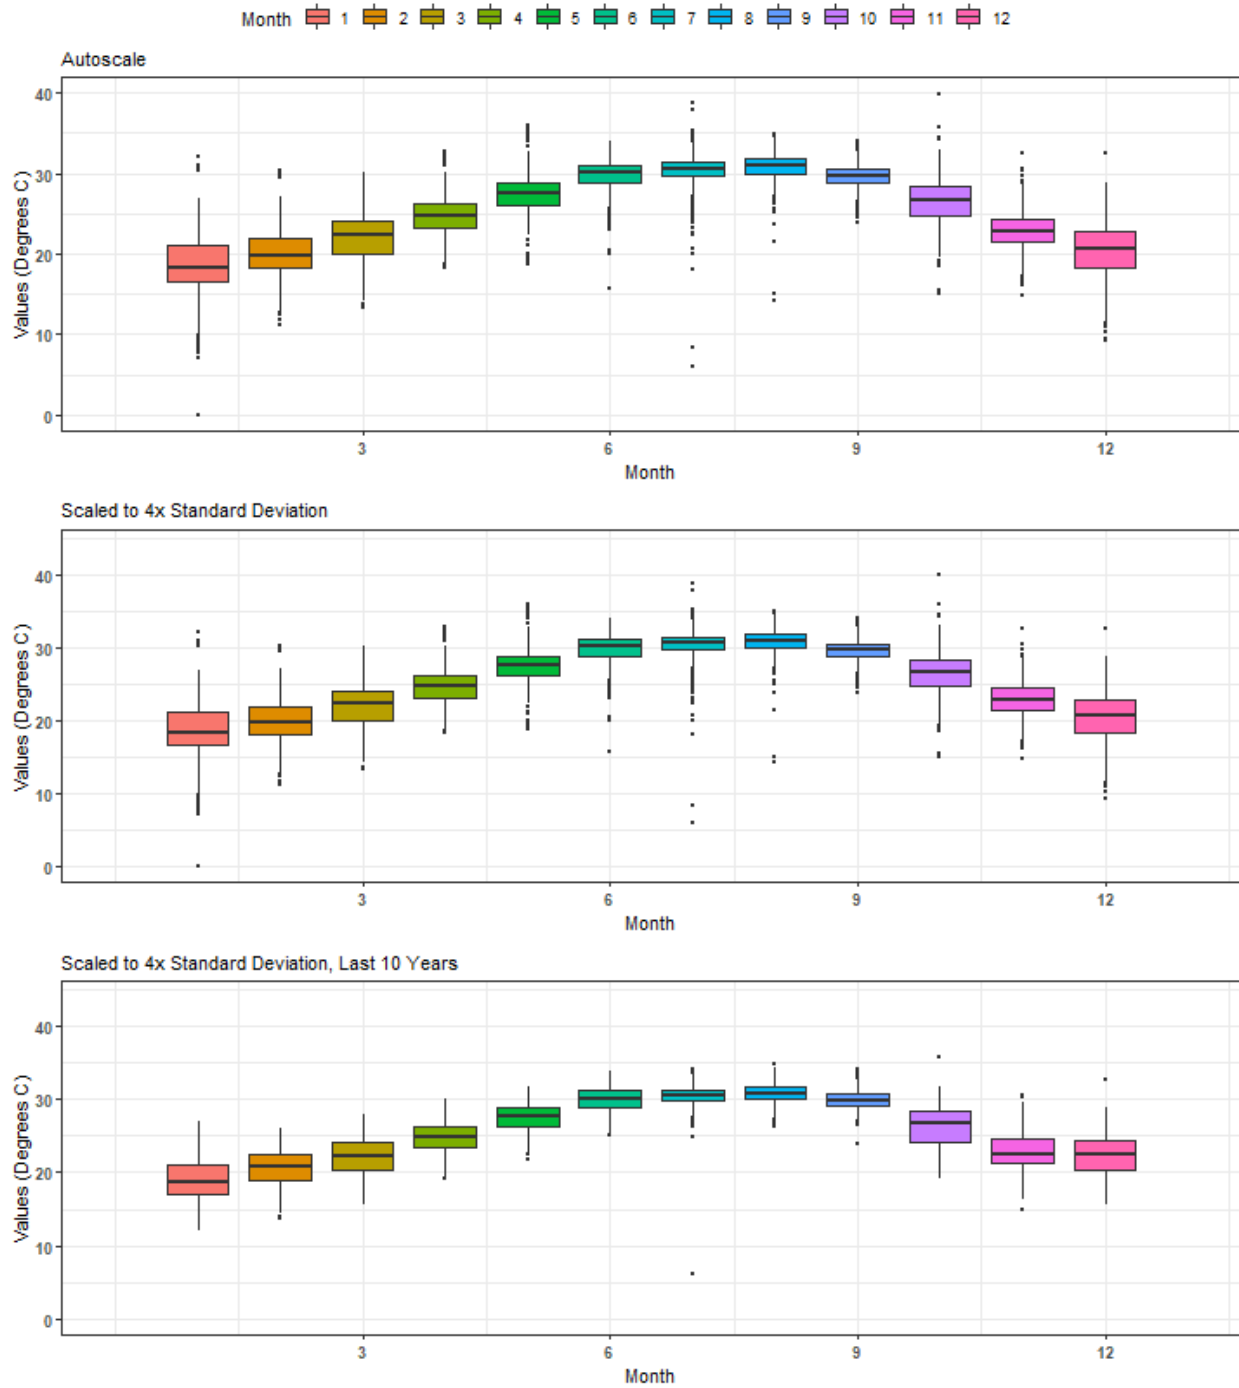 Month 1 2 3 4 5 6 7 8 9 10 11 12
Autoscale
Values (Degrees C)
40
30
20
10
0
3 6 9 12
Month
Scaled to 4x Standard Deviation
Values (Degrees C)
40
30
20
10
0
3 6 9 12
Month
Scaled to 4x Standard Deviation, Last 10 Years
Values (Degrees C)
40
30
20
10
0
3 6 9 12
Month